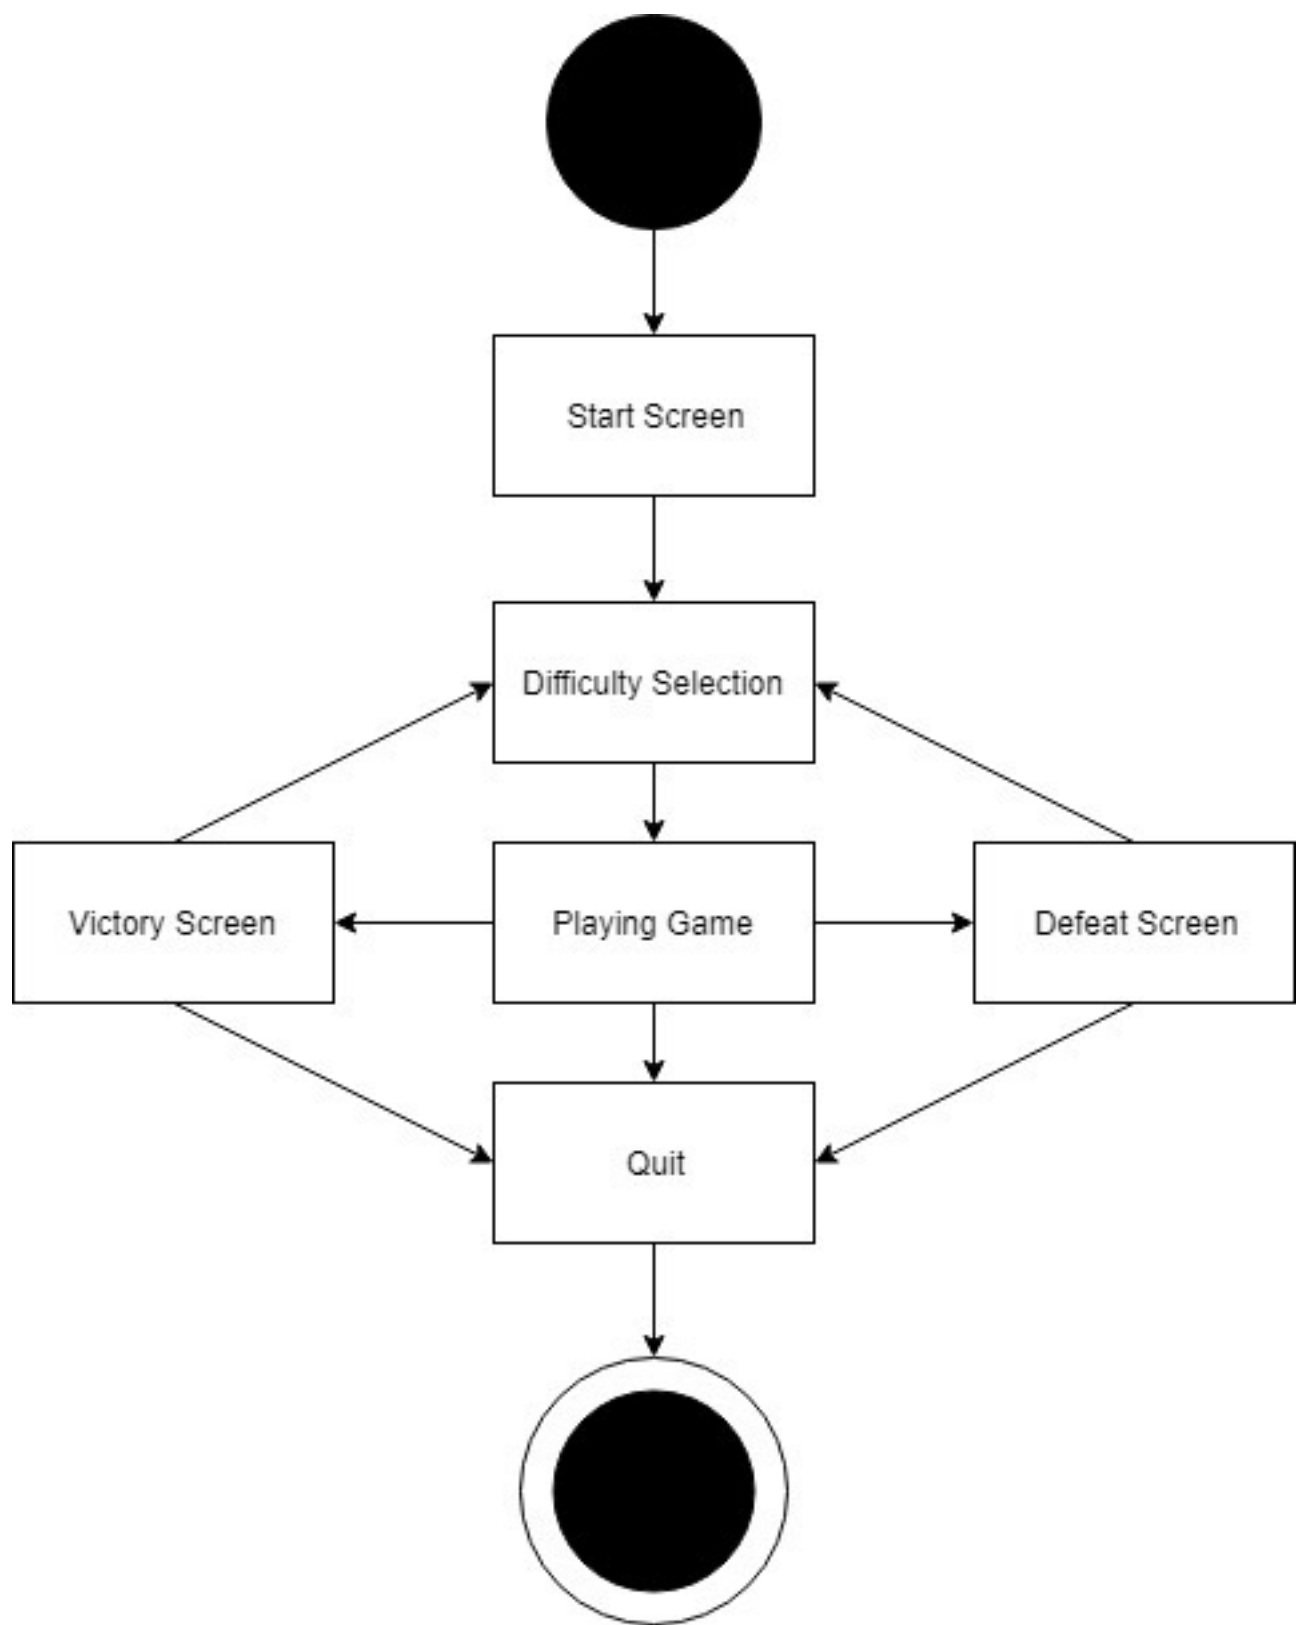 Start Screen
Difficulty Selection
Victory Screen
Playing Game
Defeat Screen
Quit